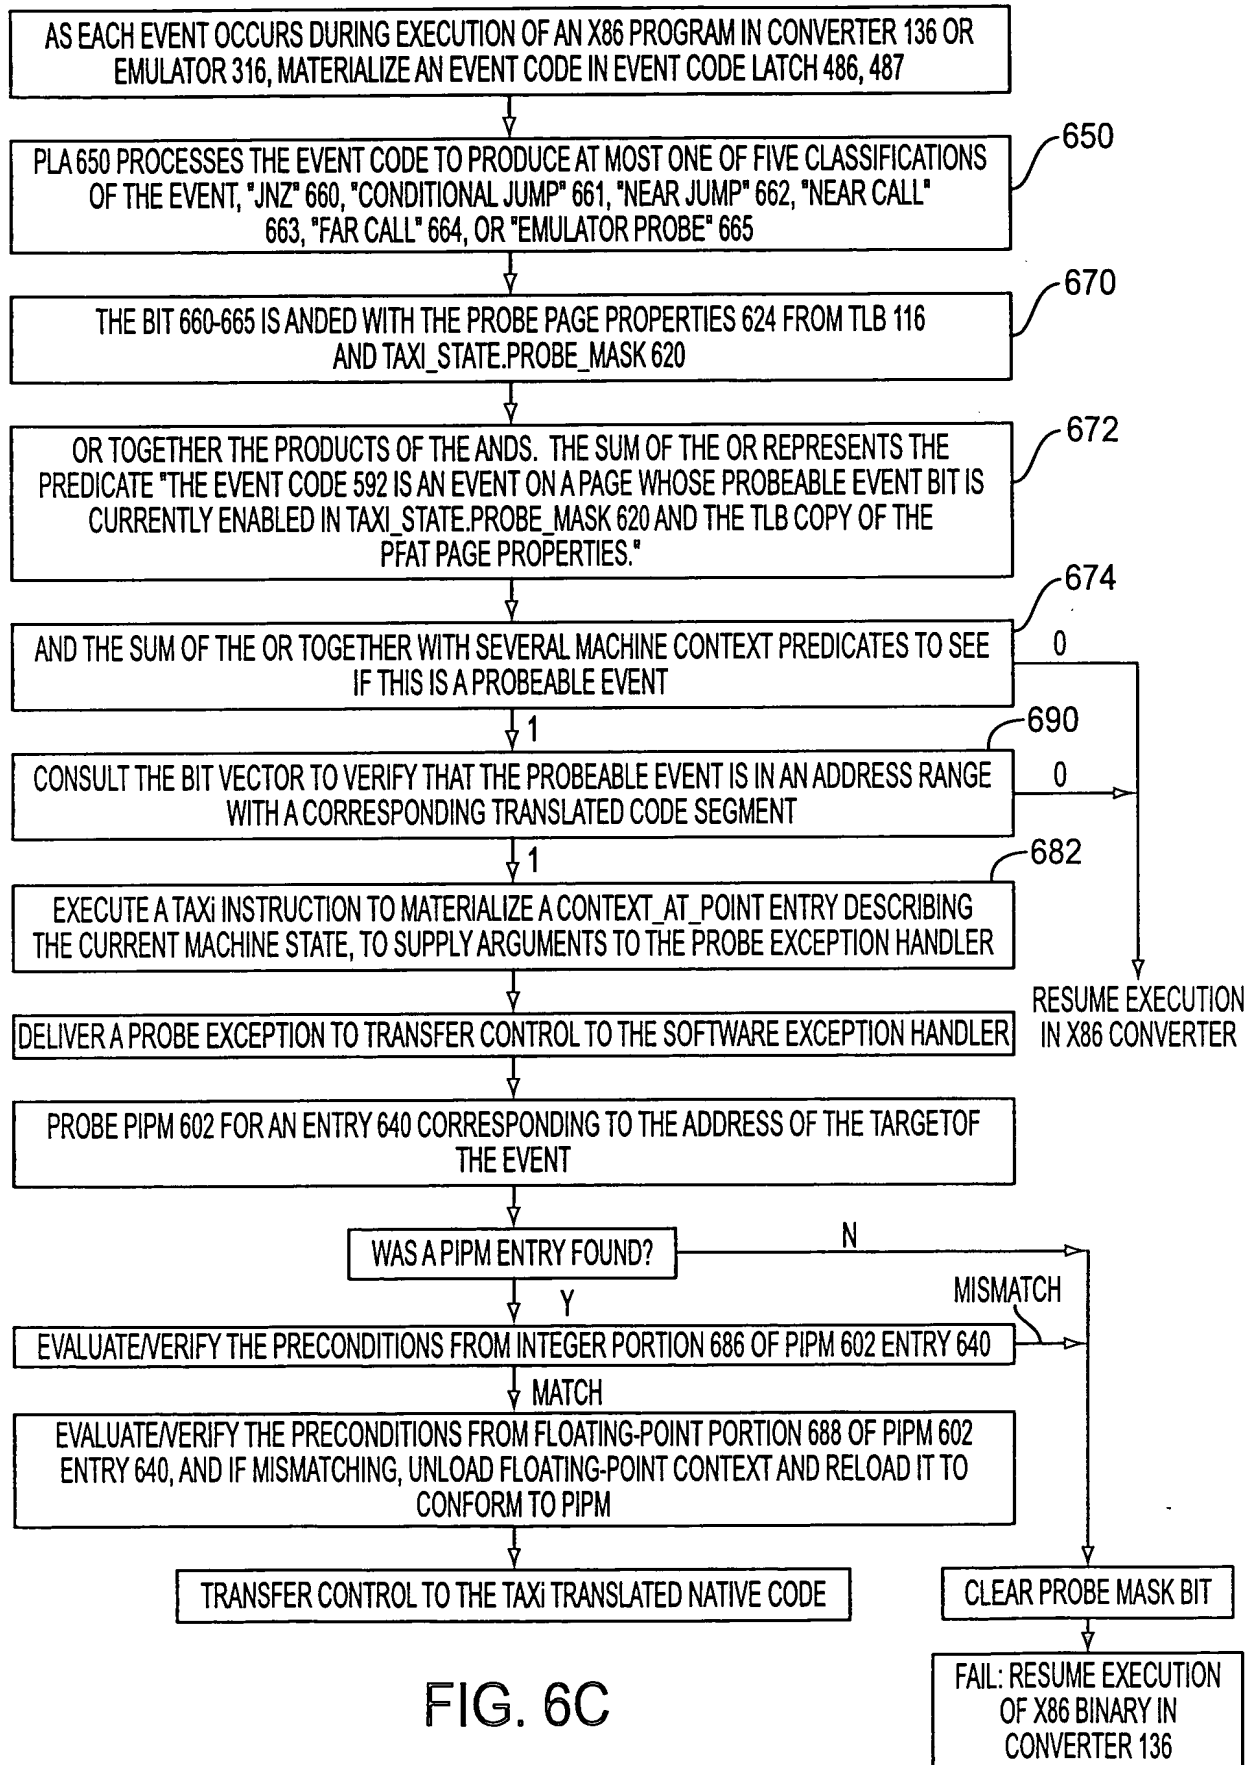 AS EACH EVENT OCCURS DURING EXECUTION OF AN X86 PROGRAM IN CONVERTER 136 OR
EMULATOR 316, MATERIALIZE AN EVENT CODE IN EVENT CODE LATCH 486, 487
650
PLA 650 PROCESSES THE EVENT CODE TO PRODUCE AT MOST ONE OF FIVE CLASSIFICATIONS
OF THE EVENT, "JNZ" 660, "CONDITIONAL JUMP" 661, "NEAR JUMP" 662, "NEAR CALL"
663, "FAR CALL" 664, OR "EMULATOR PROBE" 665
670
THE BIT 660-665 IS ANDED WITH THE PROBE PAGE PROPERTIES 624 FROM TLB 116
AND TAXI_STATE.PROBE_MASK 620
672
OR TOGETHER THE PRODUCTS OF THE ANDS. THE SUM OF THE OR REPRESENTS THE
PREDICATE "THE EVENT CODE 592 IS AN EVENT ON A PAGE WHOSE PROBEABLE EVENT BIT IS
CURRENTLY ENABLED IN TAXI_STATE.PROBE_MASK 620 AND THE TLB COPY OF THE
PFAT PAGE PROPERTIES."
674
AND THE SUM OF THE OR TOGETHER WITH SEVERAL MACHINE CONTEXT PREDICATES TO SEE
IF THIS IS A PROBEABLE EVENT
0
1
690
CONSULT THE BIT VECTOR TO VERIFY THAT THE PROBEABLE EVENT IS IN AN ADDRESS RANGE
WITH A CORRESPONDING TRANSLATED CODE SEGMENT
0
1
682
EXECUTE A TAXi INSTRUCTION TO MATERIALIZE A CONTEXT_AT_POINT ENTRY DESCRIBING
THE CURRENT MACHINE STATE, TO SUPPLY ARGUMENTS TO THE PROBE EXCEPTION HANDLER
RESUME EXECUTION
IN X86 CONVERTER
DELIVER A PROBE EXCEPTION TO TRANSFER CONTROL TO THE SOFTWARE EXCEPTION HANDLER
PROBE PIPM 602 FOR AN ENTRY 640 CORRESPONDING TO THE ADDRESS OF THE TARGETOF
THE EVENT
WAS A PIPM ENTRY FOUND?
N
Y
MISMATCH
EVALUATE/VERIFY THE PRECONDITIONS FROM INTEGER PORTION 686 OF PIPM 602 ENTRY 640
MATCH
EVALUATE/VERIFY THE PRECONDITIONS FROM FLOATING-POINT PORTION 688 OF PIPM 602
ENTRY 640, AND IF MISMATCHING, UNLOAD FLOATING-POINT CONTEXT AND RELOAD IT TO
CONFORM TO PIPM
TRANSFER CONTROL TO THE TAXi TRANSLATED NATIVE CODE
CLEAR PROBE MASK BIT
FAIL: RESUME EXECUTION
OF X86 BINARY IN
CONVERTER 136
FIG. 6C